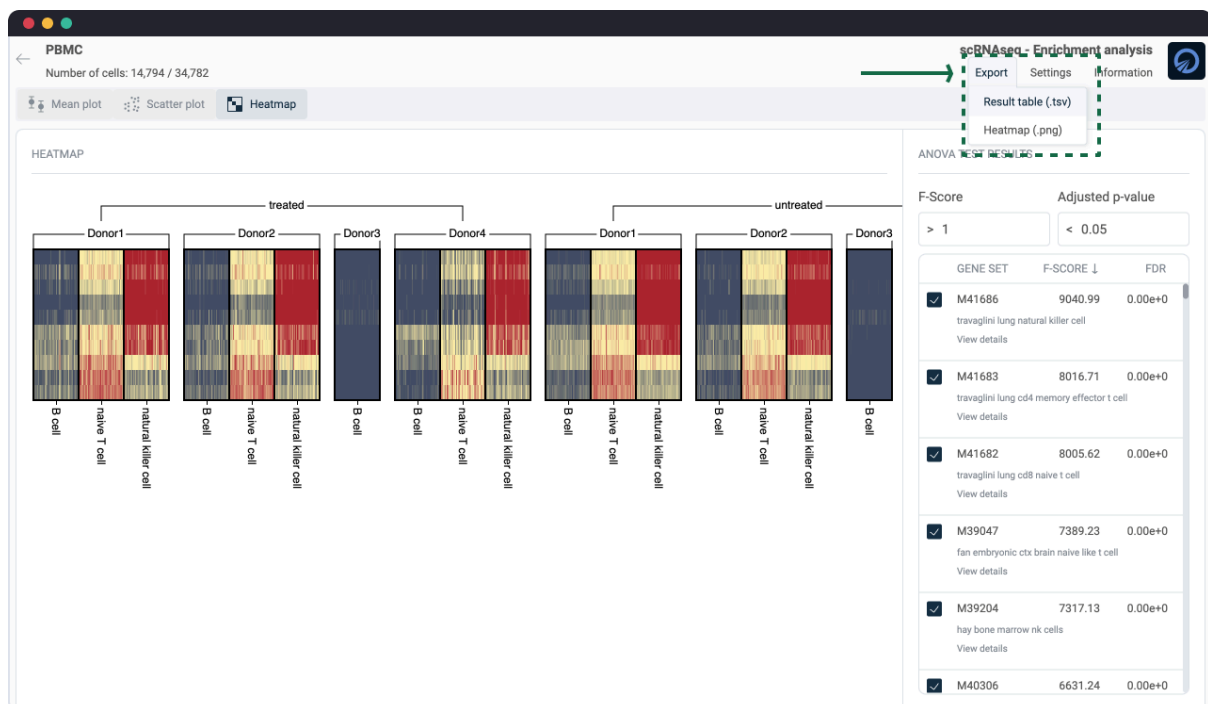 PBMC
Number of cells: 14,794 / 34,782
scRNAseq - Enrichment analysis
Export Settings Information
Result table (.tsv)
Heatmap (.png)
Mean plot Scatter plot Heatmap
HEATMAP
treated untreated
Donor1 Donor2 Donor3 Donor4 Donor1 Donor2 Donor3
B cell naive T cell natural killer cell B cell naive T cell natural killer cell B cell B cell naive T cell natural killer cell B cell naive T cell natural killer cell B cell naive T cell natural killer cell B cell
ANOVA TEST RESULTS
F-Score Adjusted p-value
> 1 < 0.05
GENE SET F-SCORE ↓ FDR
M41686 9040.99 0.00e+0
travaglini lung natural killer cell
View details
M41683 8016.71 0.00e+0
travaglini lung cd4 memory effector t cell
View details
M41682 8005.62 0.00e+0
travaglini lung cd8 naive t cell
View details
M39047 7389.23 0.00e+0
fan embryonic ctx brain naive like t cell
View details
M39204 7317.13 0.00e+0
hay bone marrow nk cells
View details
M40306 6631.24 0.00e+0